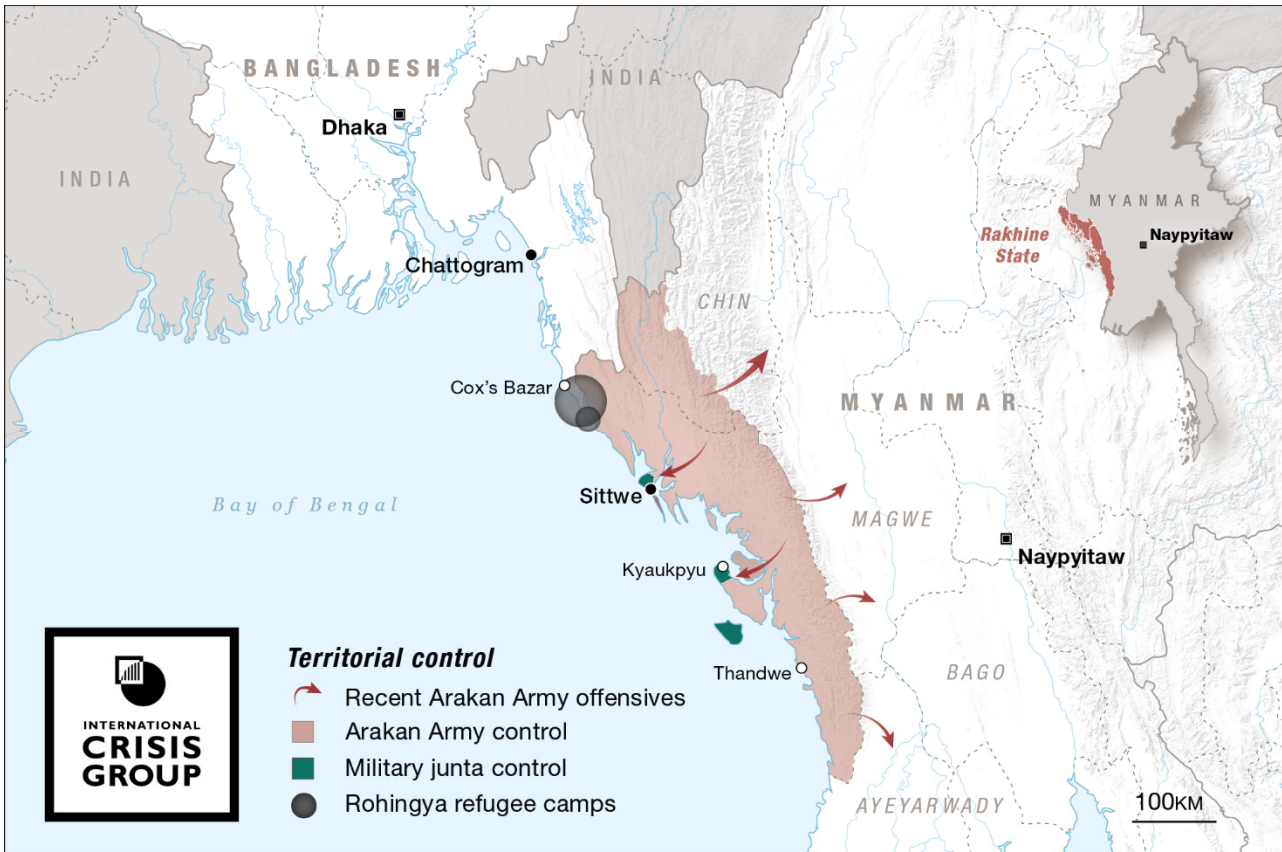 BANGLADESH
INDIA
Dhaka
INDIA
MYANMAR
Naypyitaw
Rakhine
State
Chattogram
CHIN
Cox's Bazar
MYANMAR
Bay of Bengal
Sittwe
MAGWE
Naypyitaw
Kyaukpyu
Thandwe
BAGO
AYEYARWADY
100KM
INTERNATIONAL
CRISIS
GROUP
Territorial control
Recent Arakan Army offensives
Arakan Army control
Military junta control
Rohingya refugee camps